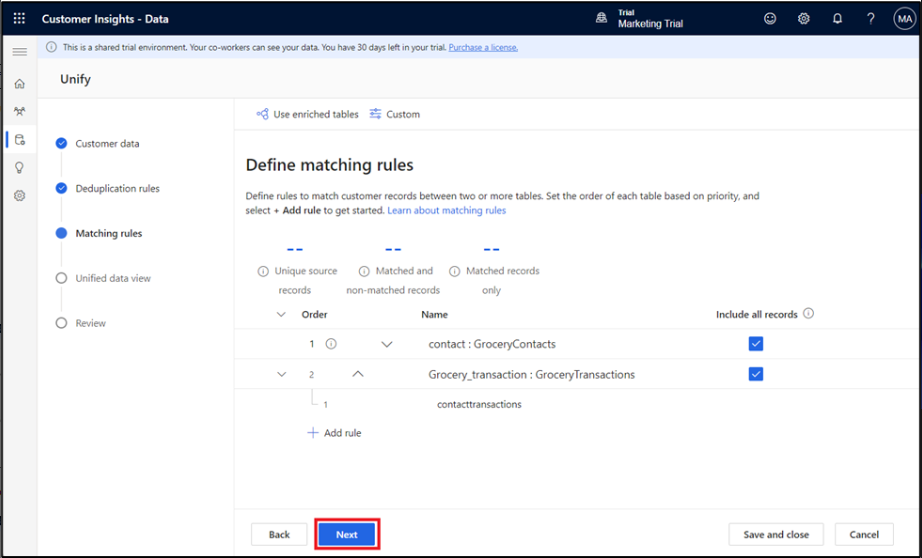 Customer Insights - Data
Trial
Marketing Trial
?
MA
This is a shared trial environment. Your co-workers can see your data. You have 30 days left in your trial. Purchase a license.
Unify
Customer data
Deduplication rules
Matching rules
Unified data view
Review
Use enriched tables
Custom
Define matching rules
Define rules to match customer records between two or more tables. Set the order of each table based on priority, and
select + Add rule to get started. Learn about matching rules
-- -- --
Unique source Matched and Matched records
records non-matched records only
Order Name Include all records
1 contact : GroceryContacts
2 Grocery_transaction : GroceryTransactions
1 contacttransactions
+ Add rule
Back Next Save and close Cancel